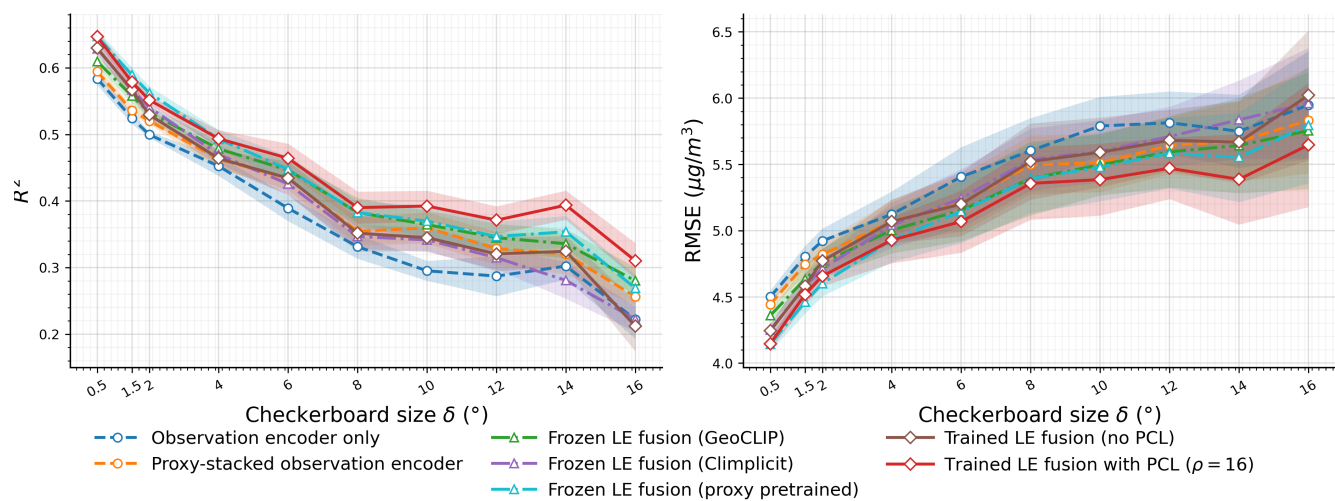 0.6
0.5
0.4
0.3
0.2
R²
0.5 1.5 2 4 6 8 10 12 14 16
Checkerboard size δ (°)
6.5
6.0
5.5
5.0
4.5
4.0
RMSE (μg/m³)
0.5 1.5 2 4 6 8 10 12 14 16
Checkerboard size δ (°)
Observation encoder only
Proxy-stacked observation encoder
Frozen LE fusion (GeoCLIP)
Frozen LE fusion (Climplicit)
Frozen LE fusion (proxy pretrained)
Trained LE fusion (no PCL)
Trained LE fusion with PCL (ρ = 16)